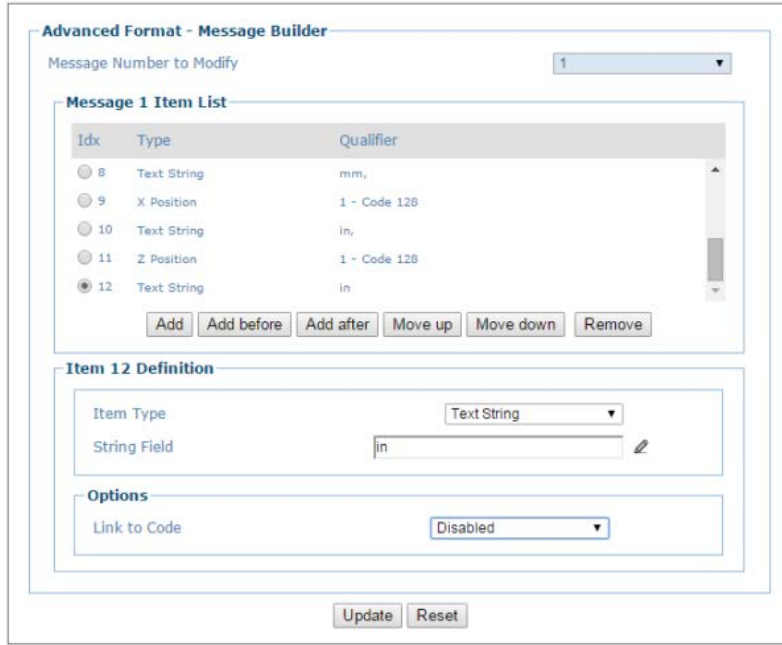 Advanced Format - Message Builder
Message Number to Modify 1
Message 1 Item List
Idx Type Qualifier
8 Text String mm,
9 X Position 1 - Code 128
10 Text String in,
11 Z Position 1 - Code 128
12 Text String in
Add Add before Add after Move up Move down Remove
Item 12 Definition
Item Type Text String
String Field in
Options
Link to Code Disabled
Update Reset